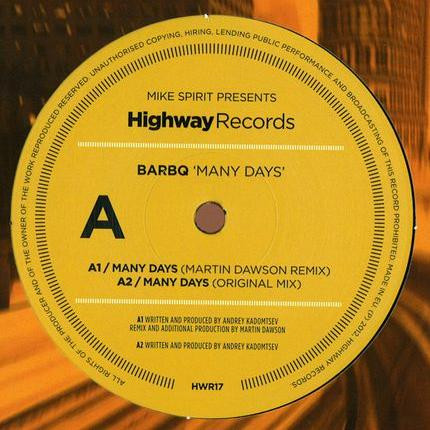 ALL RIGHTS OF THE PRODUCER AND OF THE OWNER OF THE WORK REPRODUCED RESERVED. UNAUTHORISED COPYING, HIRING, LENDING PUBLIC PERFORMANCE AND BROADCASTING OF THIS RECORD PROHIBITED. MADE IN EU. (P) 2012, HIGHWAY RECORDS.
MIKE SPIRIT PRESENTS
Highway Records
BARBQ 'MANY DAYS'
A
A1 / MANY DAYS (MARTIN DAWSON REMIX)
A2 / MANY DAYS (ORIGINAL MIX)
A1 WRITTEN AND PRODUCED BY ANDREY KADOMTSEV
REMIX AND ADDITIONAL PRODUCTION BY MARTIN DAWSON
A2 WRITTEN AND PRODUCED BY ANDREY KADOMTSEV
HWR17